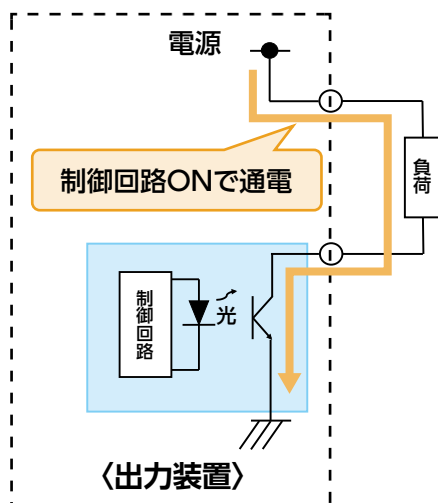 電源
制御回路ONで通電
負荷
制御回路
光
〈出力装置〉